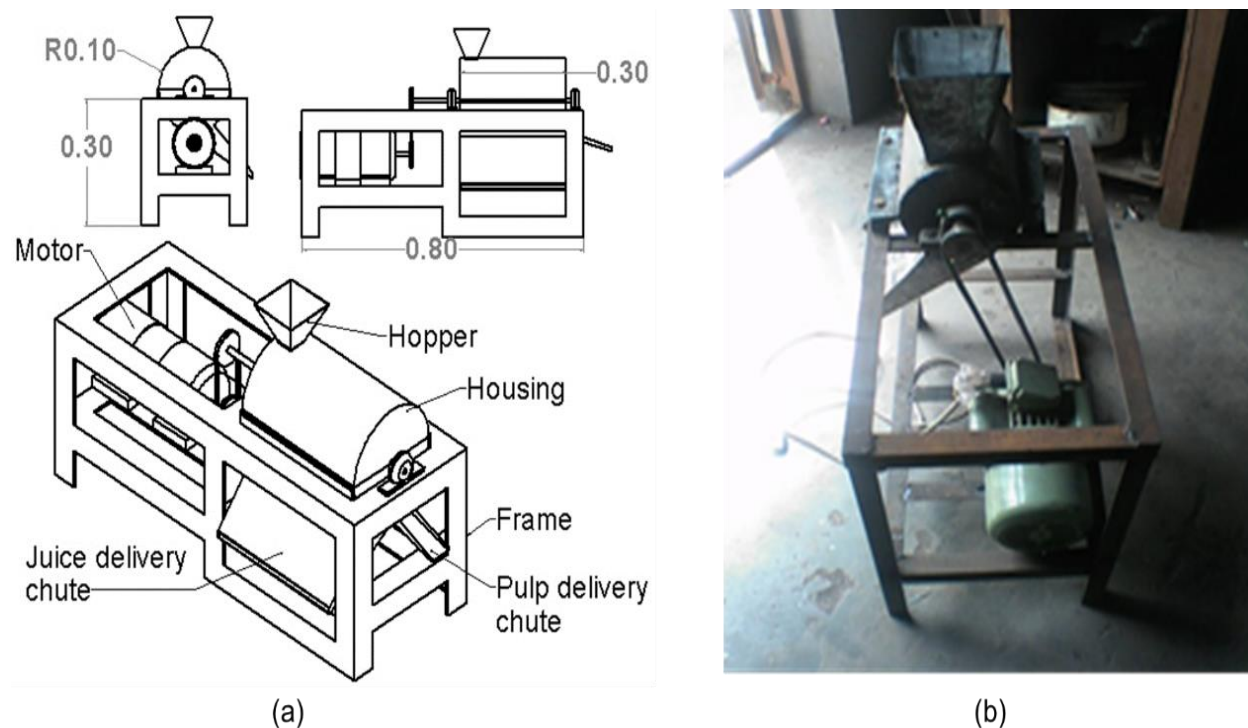 R0.10
0.30
0.30
0.80
Motor
Hopper
Housing
Frame
Juice delivery
chute
Pulp delivery
chute
(a)
(b)